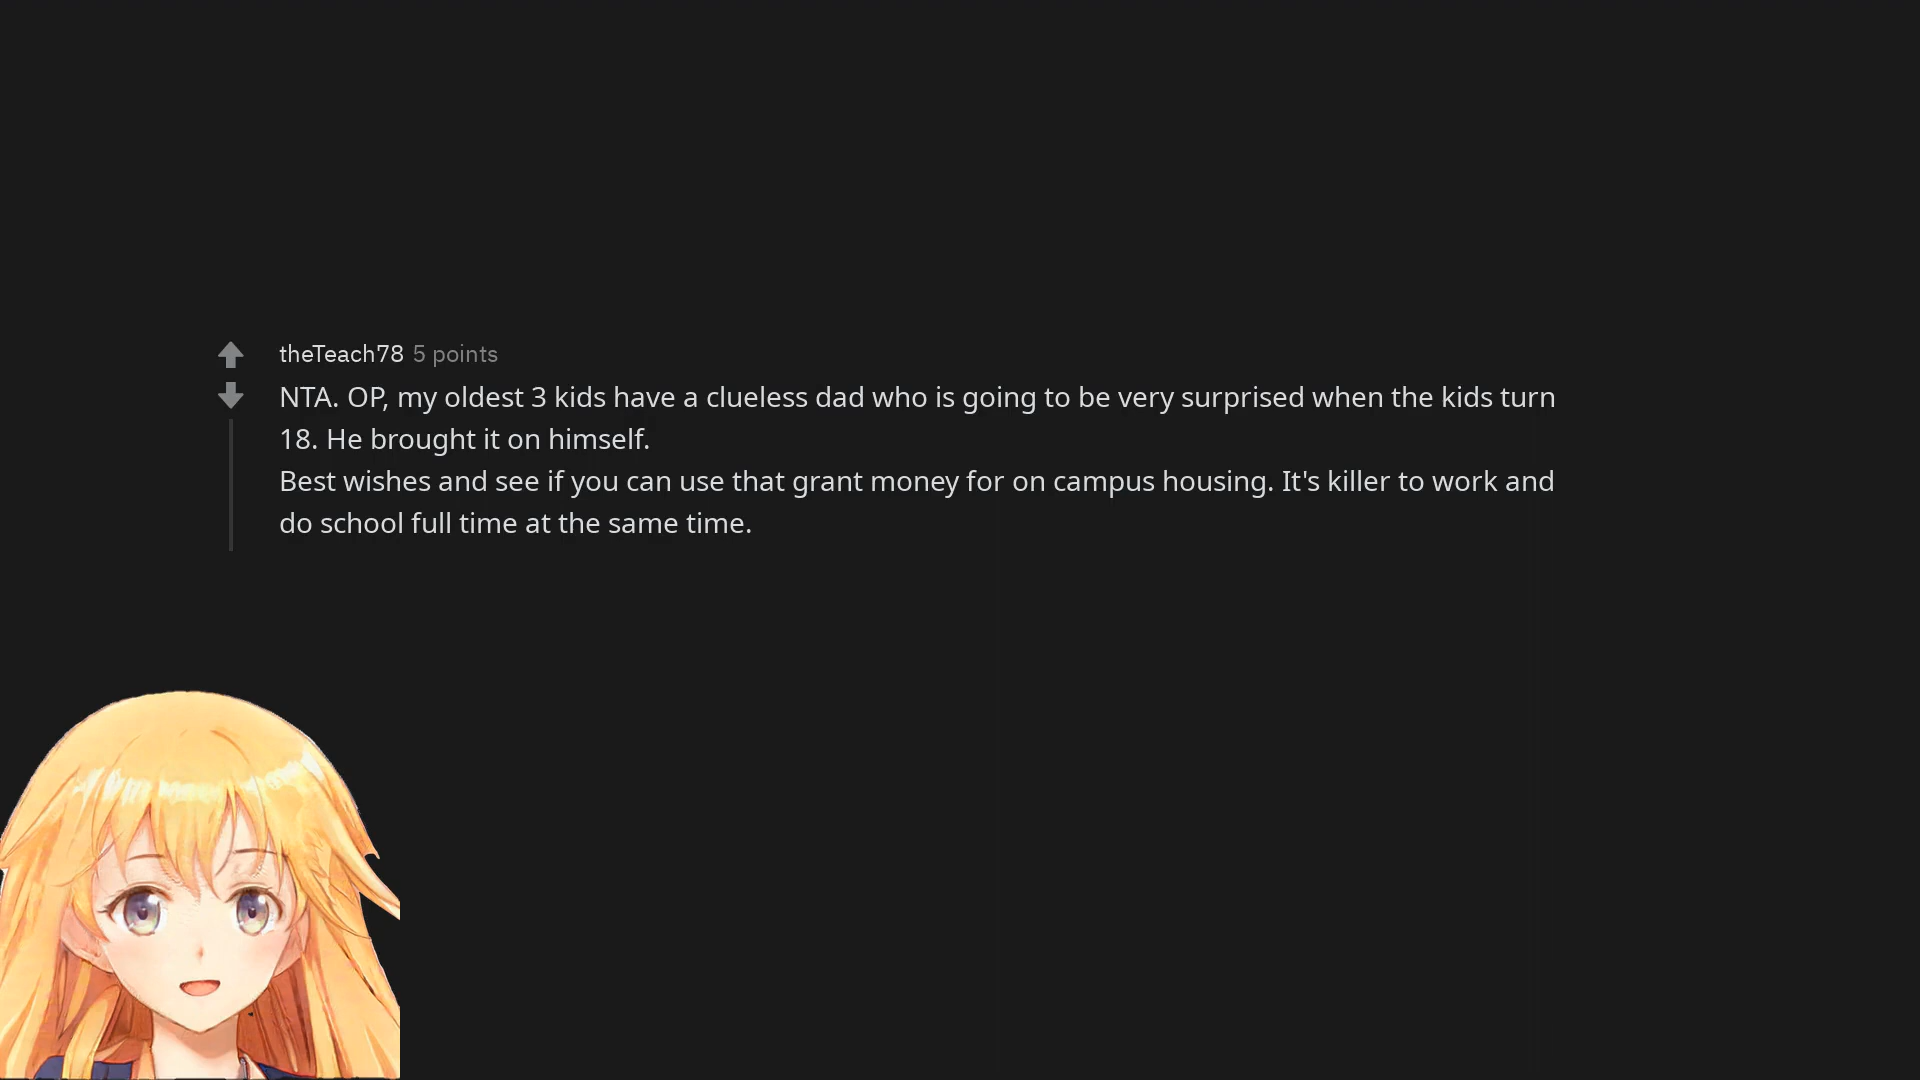 theTeach78 5 points
NTA. OP, my oldest 3 kids have a clueless dad who is going to be very surprised when the kids turn
18. He brought it on himself.
Best wishes and see if you can use that grant money for on campus housing. It's killer to work and
do school full time at the same time.